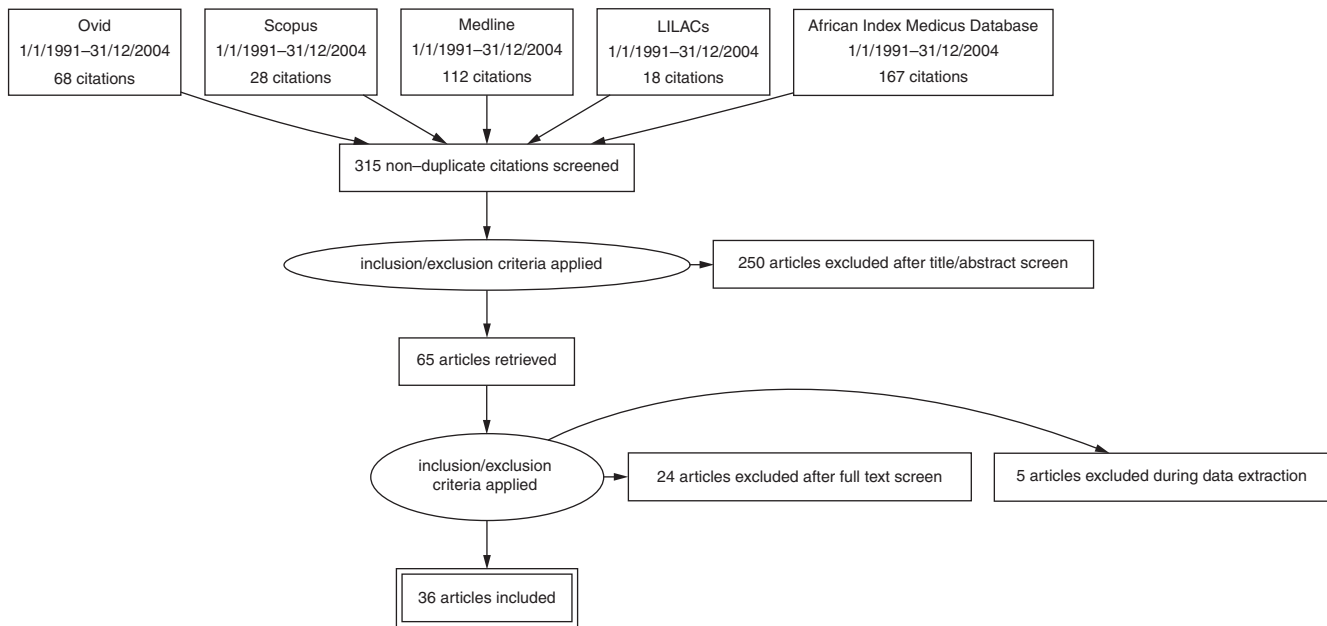 Ovid
1/1/1991–31/12/2004
68 citations
Scopus
1/1/1991–31/12/2004
28 citations
Medline
1/1/1991–31/12/2004
112 citations
LILACs
1/1/1991–31/12/2004
18 citations
African Index Medicus Database
1/1/1991–31/12/2004
167 citations
315 non–duplicate citations screened
inclusion/exclusion criteria applied
250 articles excluded after title/abstract screen
65 articles retrieved
inclusion/exclusion
criteria applied
24 articles excluded after full text screen
5 articles excluded during data extraction
36 articles included